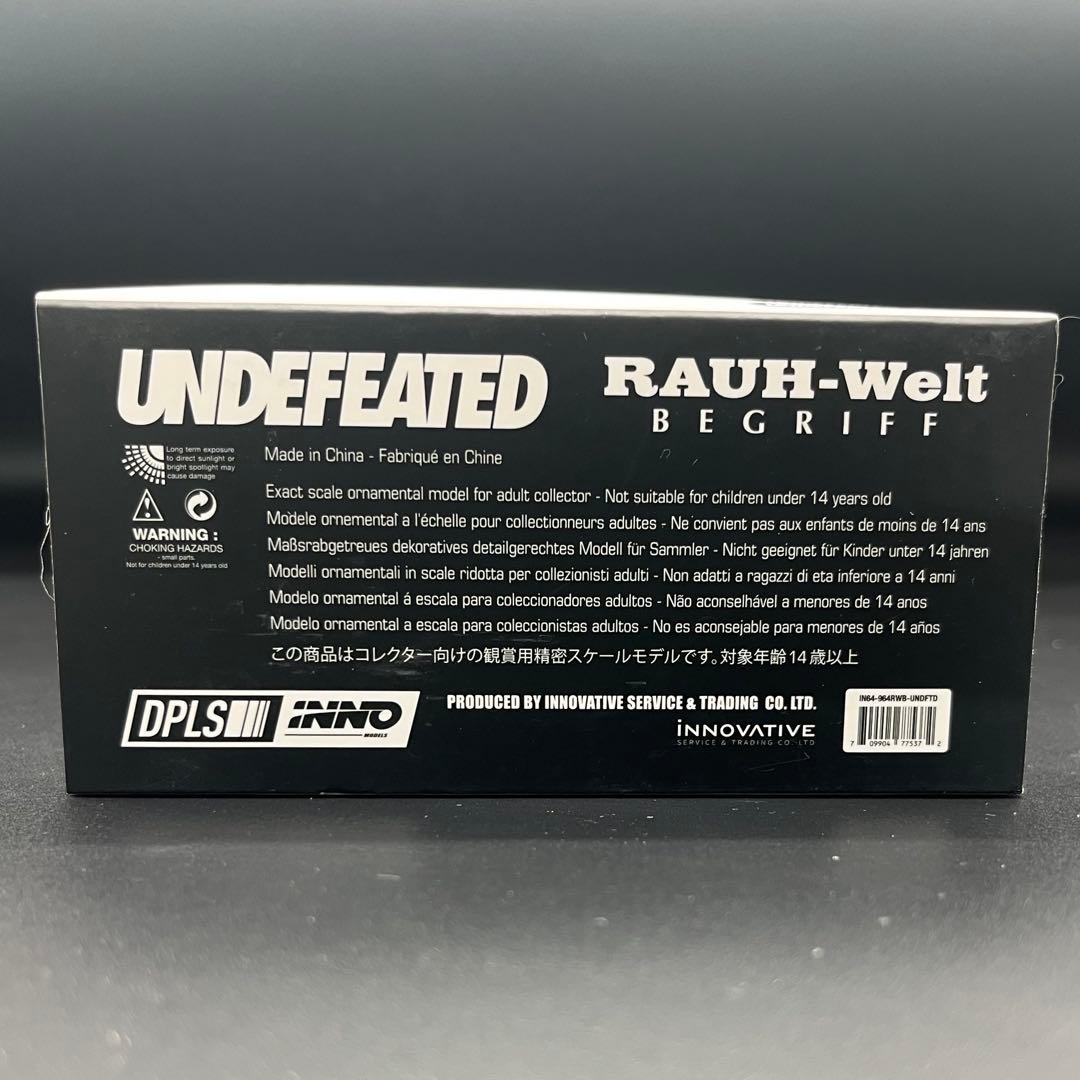 UNDEFEATED
RAUH-Welt
BEGRIFF
Long term exposure
to direct sunlight or
bright spotlight may
cause damage
WARNING :
CHOKING HAZARDS
- small parts.
Not for children under 14 years old
Made in China - Fabriqué en Chine
Exact scale ornamental model for adult collector - Not suitable for children under 14 years old
Modele ornemental a l'échelle pour collectionneurs adultes - Ne convient pas aux enfants de moins de 14 ans
Maßsrabgetreues dekoratives detailgerechtes Modell für Sammler - Nicht geeignet für Kinder unter 14 jahren
Modelli ornamentali in scale ridotta per collezionisti adulti - Non adatti a ragazzi di eta inferiore a 14 anni
Modelo ornamental á escala para coleccionadores adultos - Não aconselhável a menores de 14 anos
Modelo ornamental a escala para coleccionistas adultos - No es aconsejable para menores de 14 años
この商品はコレクター向けの観賞用精密スケールモデルです。対象年齢14歳以上
DPLS
INNO
MODELS
PRODUCED BY INNOVATIVE SERVICE & TRADING CO. LTD.
iNNOVATIVE
SERVICE & TRADING CO. LTD
IN64-964RWB-UNDFTD
7 09904 77537 2